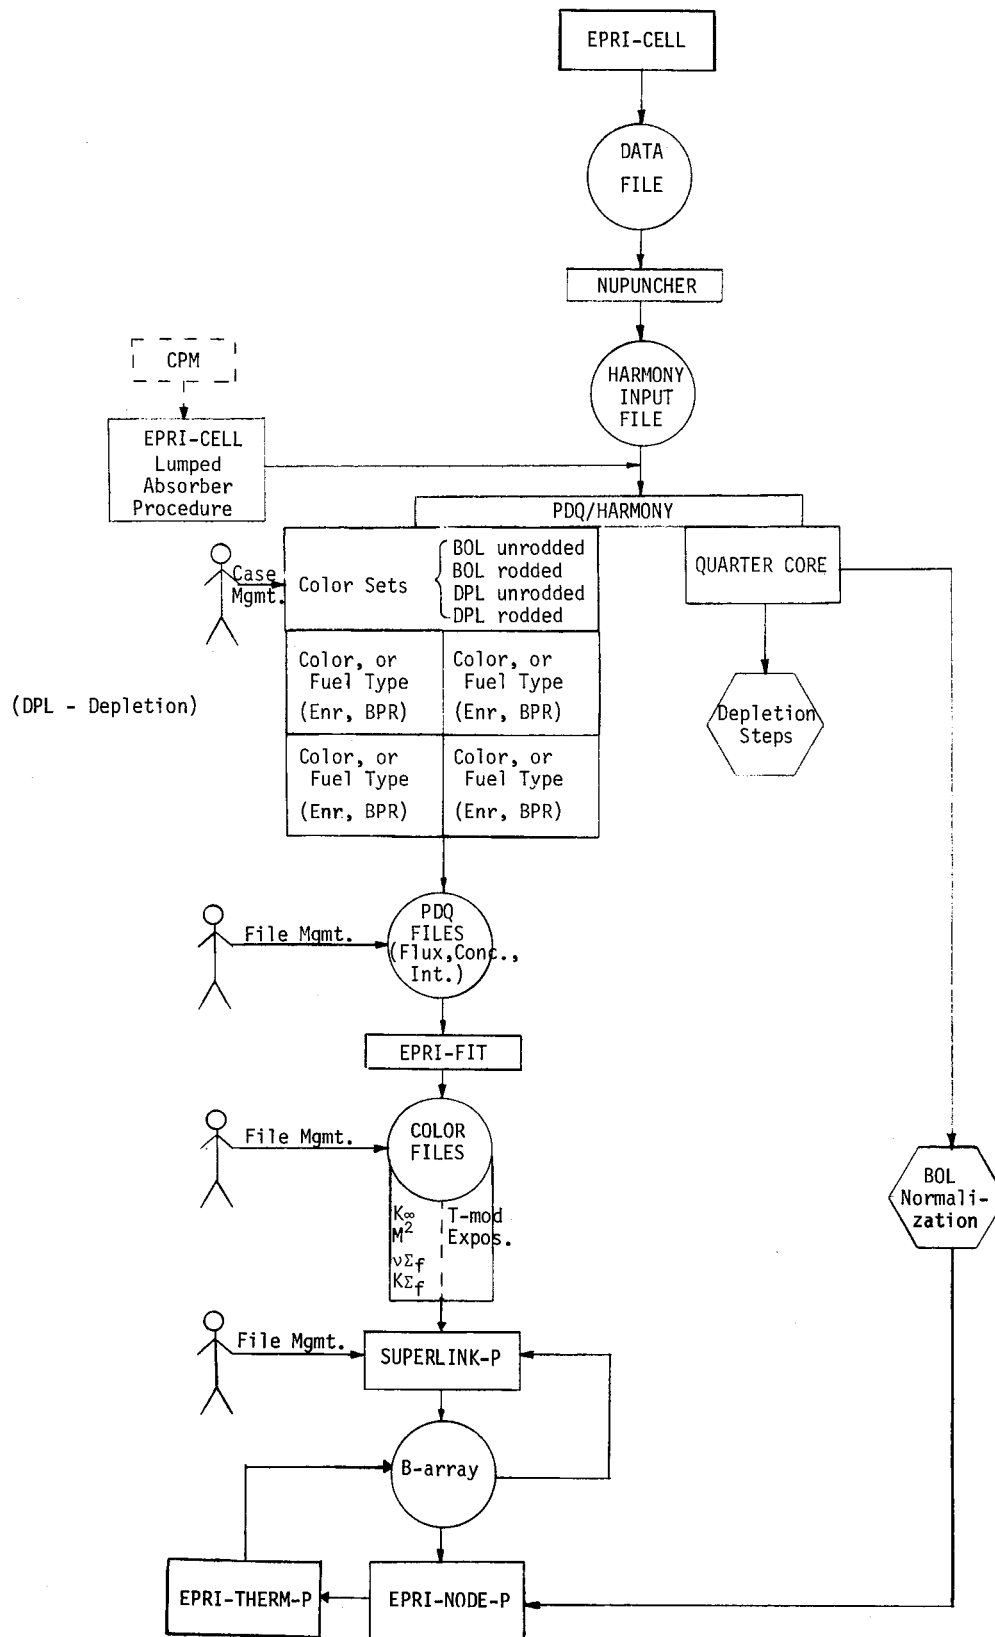 EPRI-CELL
DATA
FILE
NUPUNCHER
CPM
HARMONY
INPUT
FILE
EPRI-CELL
Lumped
Absorber
Procedure
PDQ/HARMONY
Case
Mgmt.
Color Sets
BOL unrodded
BOL rodded
DPL unrodded
DPL rodded
QUARTER CORE
Color, or
Fuel Type
(Enr, BPR)
Color, or
Fuel Type
(Enr, BPR)
(DPL - Depletion)
Depletion
Steps
Color, or
Fuel Type
(Enr, BPR)
Color, or
Fuel Type
(Enr, BPR)
File Mgmt.
PDQ
FILES
(Flux,Conc.,
Int.)
EPRI-FIT
File Mgmt.
COLOR
FILES
BOL
Normali-
zation
K∞
M²
νΣf
KΣf
T-mod
Expos.
File Mgmt.
SUPERLINK-P
B-array
EPRI-THERM-P
EPRI-NODE-P